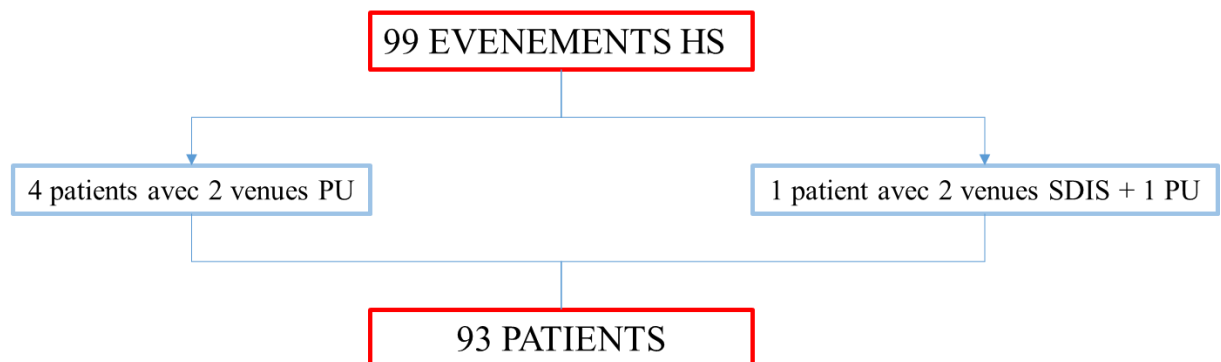 99 EVENEMENTS HS
4 patients avec 2 venues PU
1 patient avec 2 venues SDIS + 1 PU
93 PATIENTS